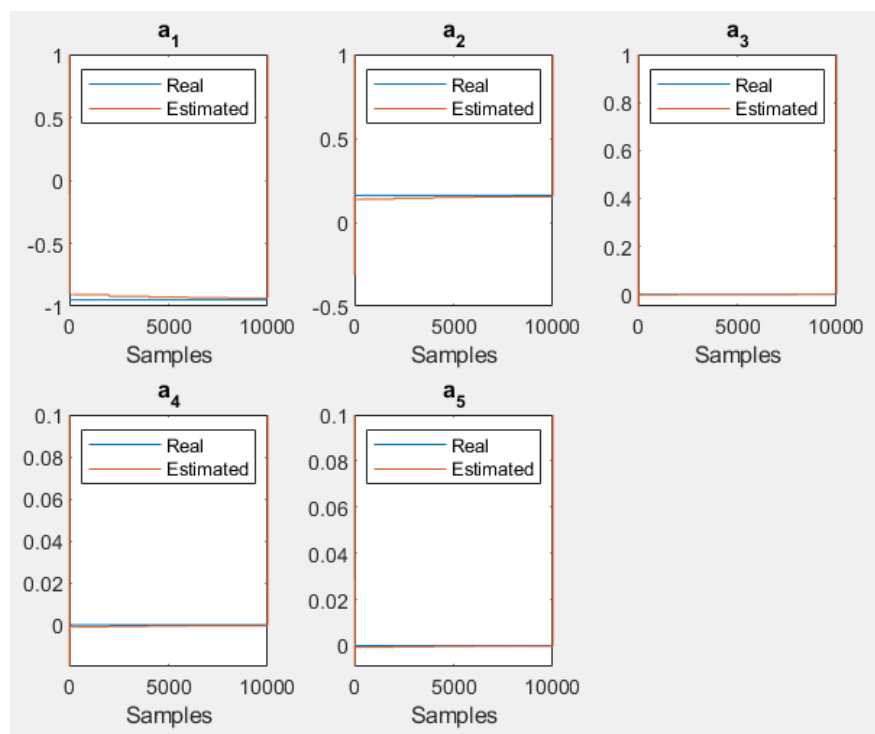 a1
1
0.5
0
-0.5
-1
Real
Estimated
0 5000 10000
Samples
a2
1
0.5
0
-0.5
Real
Estimated
0 5000 10000
Samples
a3
1
0.8
0.6
0.4
0.2
0
Real
Estimated
0 5000 10000
Samples
a4
0.1
0.08
0.06
0.04
0.02
0
Real
Estimated
0 5000 10000
Samples
a5
0.1
0.08
0.06
0.04
0.02
0
Real
Estimated
0 5000 10000
Samples